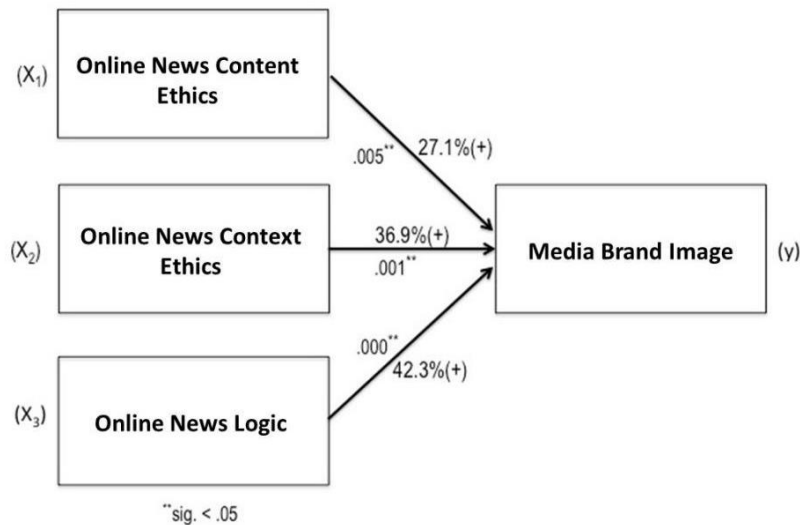 (X₁)
Online News Content
Ethics
.005**
27.1%(+)
(X₂)
Online News Context
Ethics
36.9%(+)
.001**
Media Brand Image
(y)
.000**
42.3%(+)
(X₃)
Online News Logic
**sig. < .05